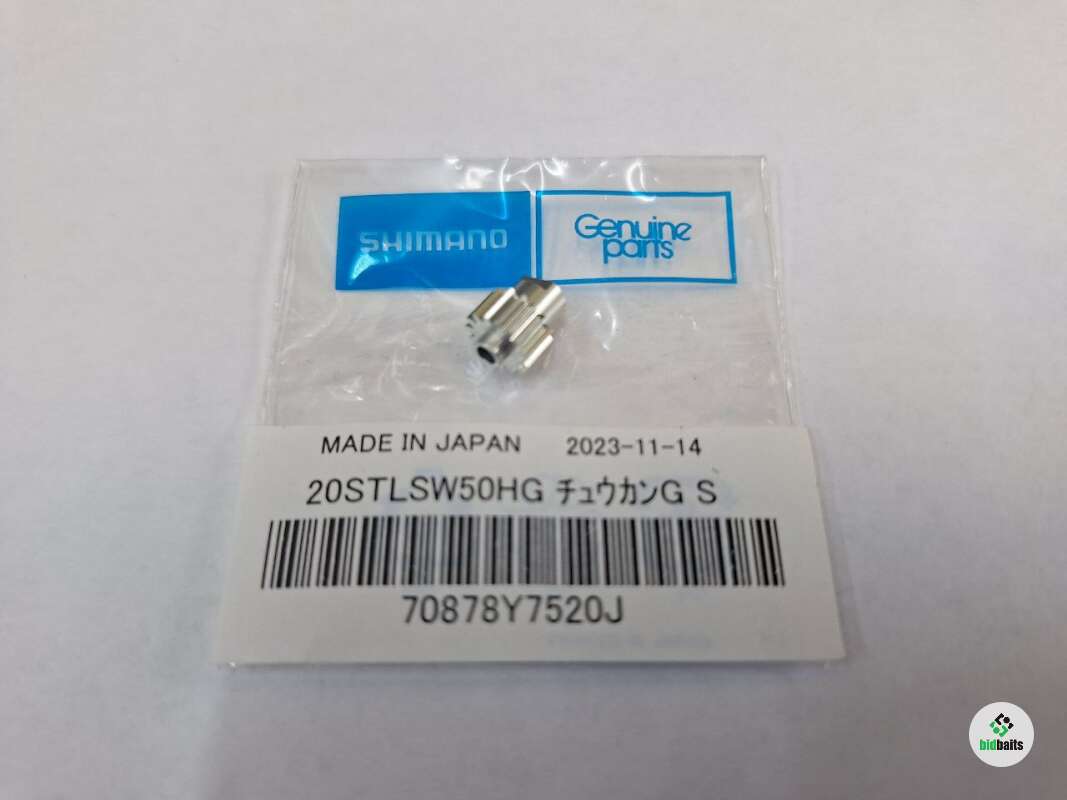 SHIMANO
Genuine
parts
MADE IN JAPAN 2023-11-14
20STLSW50HG チュウカンG S
70878Y7520J
bidbaits